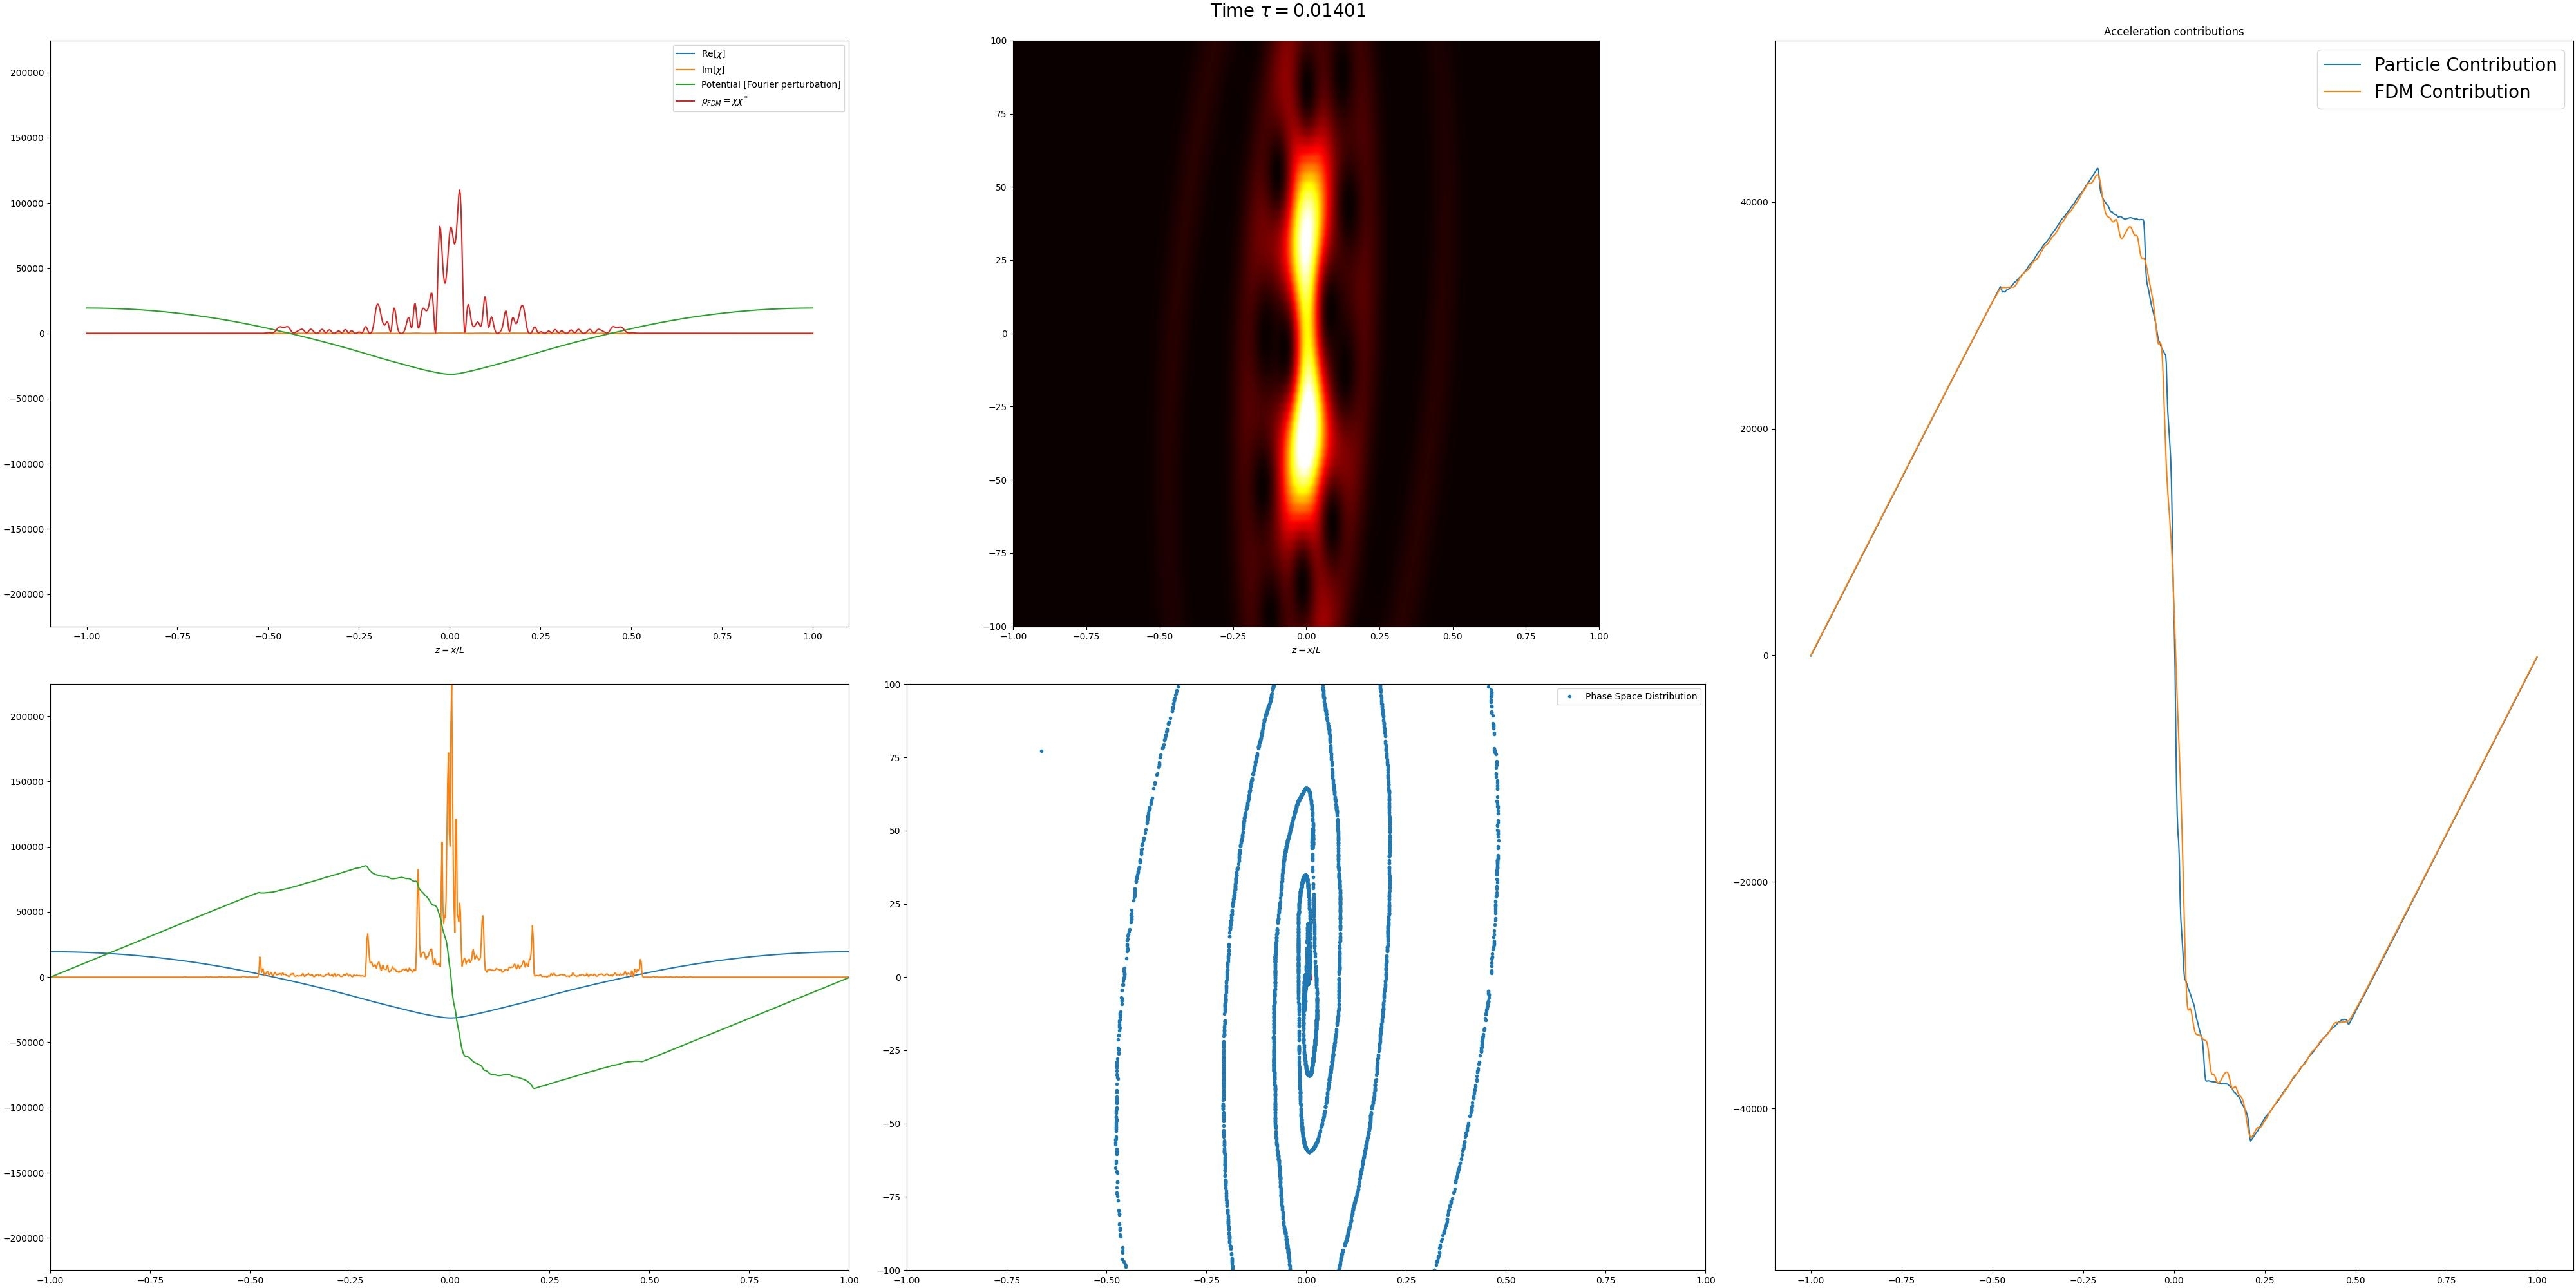 Time τ = 0.01401
Re[χ]
Im[χ]
Potential [Fourier perturbation]
ρ_FDM = χχ*
200000
150000
100000
50000
0
−50000
−100000
−150000
−200000
−1.00 −0.75 −0.50 −0.25 0.00 0.25 0.50 0.75 1.00
z = x/L
100
75
50
25
0
−25
−50
−75
−100
−1.00 −0.75 −0.50 −0.25 0.00 0.25 0.50 0.75 1.00
z = x/L
Acceleration contributions
Particle Contribution
FDM Contribution
40000
20000
0
−20000
−40000
−1.00 −0.75 −0.50 −0.25 0.00 0.25 0.50 0.75 1.00
200000
150000
100000
50000
0
−50000
−100000
−150000
−200000
−1.00 −0.75 −0.50 −0.25 0.00 0.25 0.50 0.75 1.00
Phase Space Distribution
100
75
50
25
0
−25
−50
−75
−100
−1.00 −0.75 −0.50 −0.25 0.00 0.25 0.50 0.75 1.00